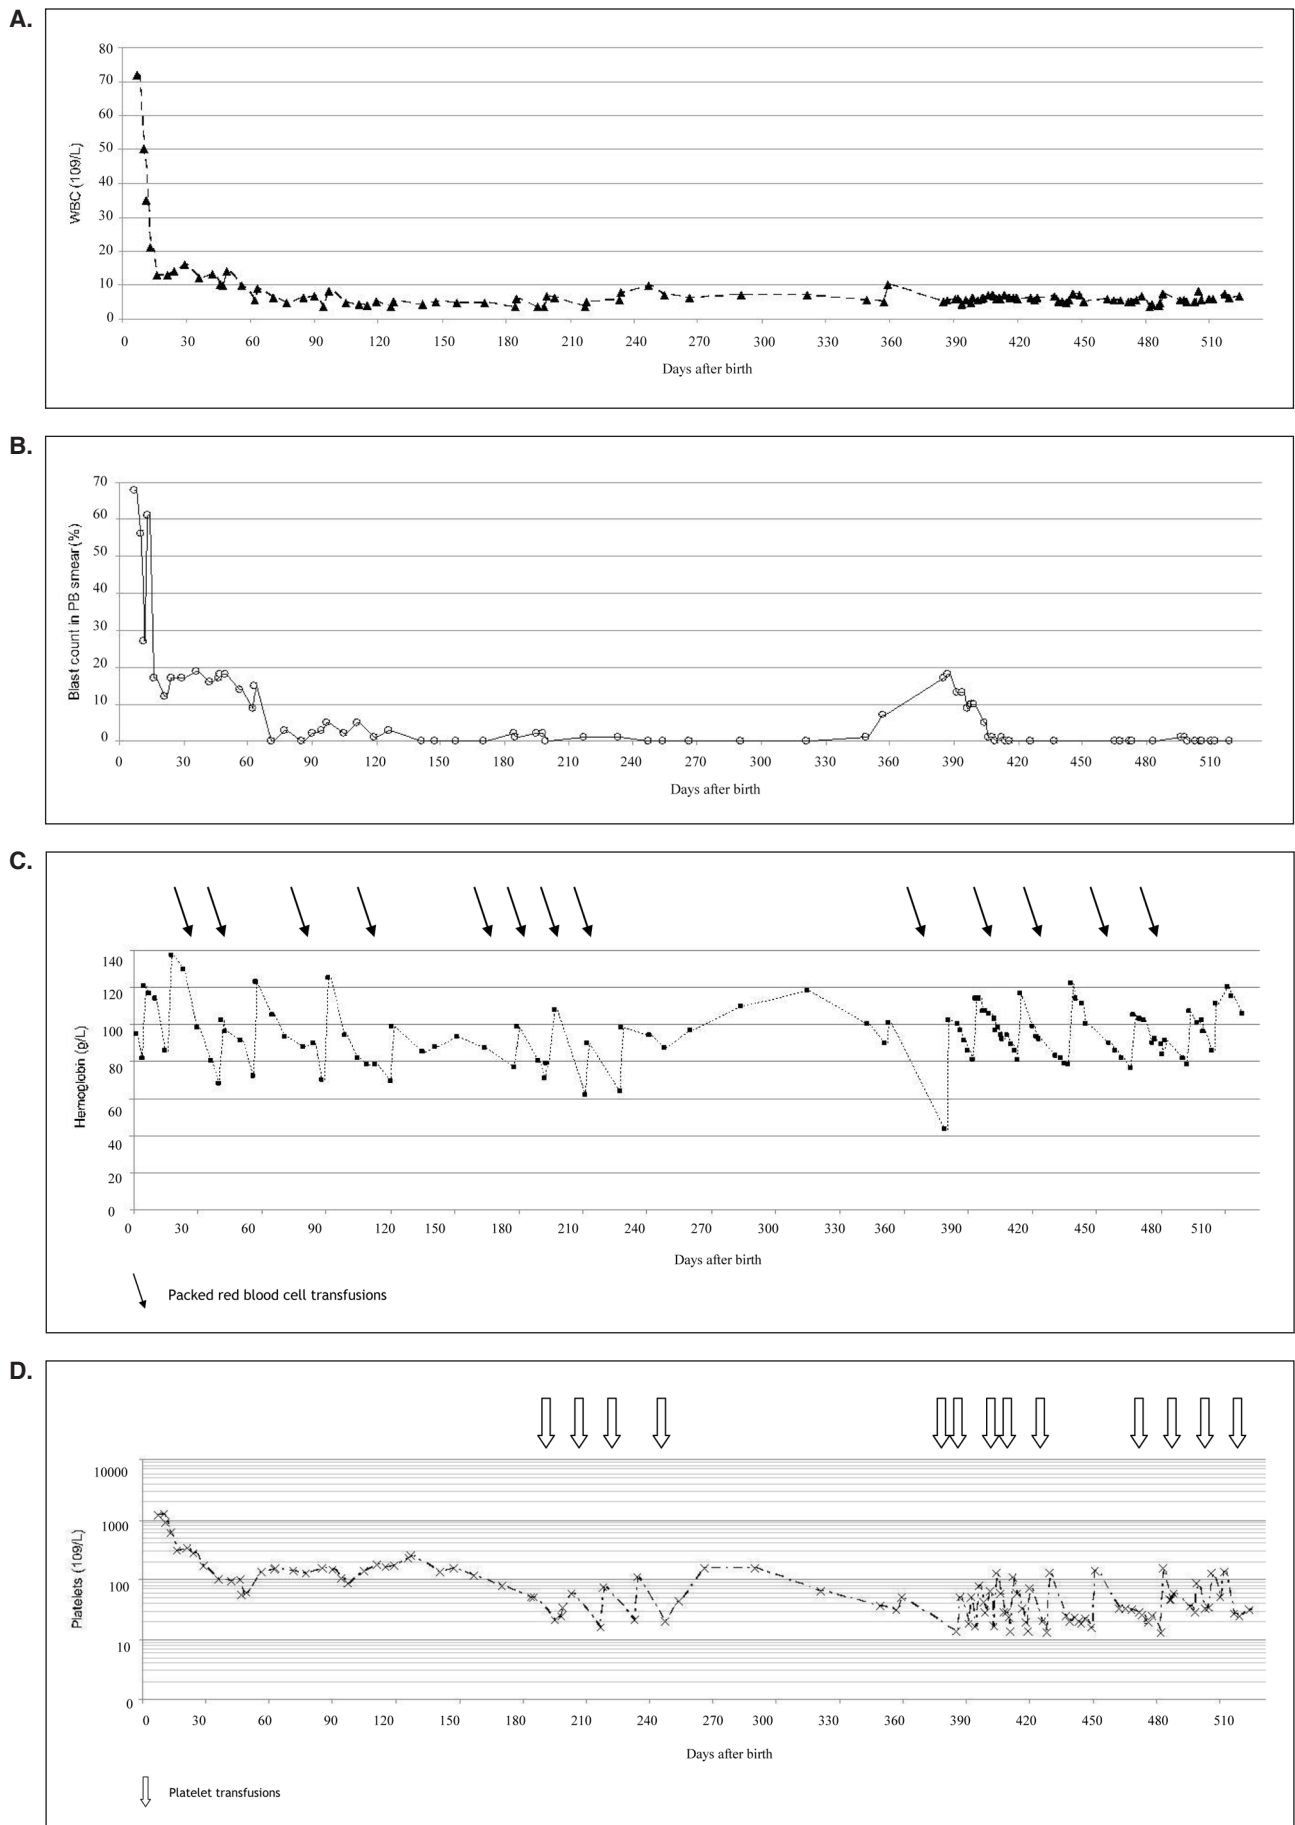 A.
80
70
60
50
40
30
20
10
0
WBC (109/L)
0 30 60 90 120 150 180 210 240 270 300 330 360 390 420 450 480 510
Days after birth
B.
70
60
50
40
30
20
10
0
Blast count in PB smear (%)
0 30 60 90 120 150 180 210 240 270 300 330 360 390 420 450 480 510
Days after birth
C.
140
120
100
80
60
40
20
0
Hemoglobin (g/L)
0 30 60 90 120 150 180 210 240 270 300 330 360 390 420 450 480 510
Days after birth
Packed red blood cell transfusions
D.
10000
1000
100
10
0
Platelets (109/L)
0 30 60 90 120 150 180 210 240 270 300 330 360 390 420 450 480 510
Days after birth
Platelet transfusions